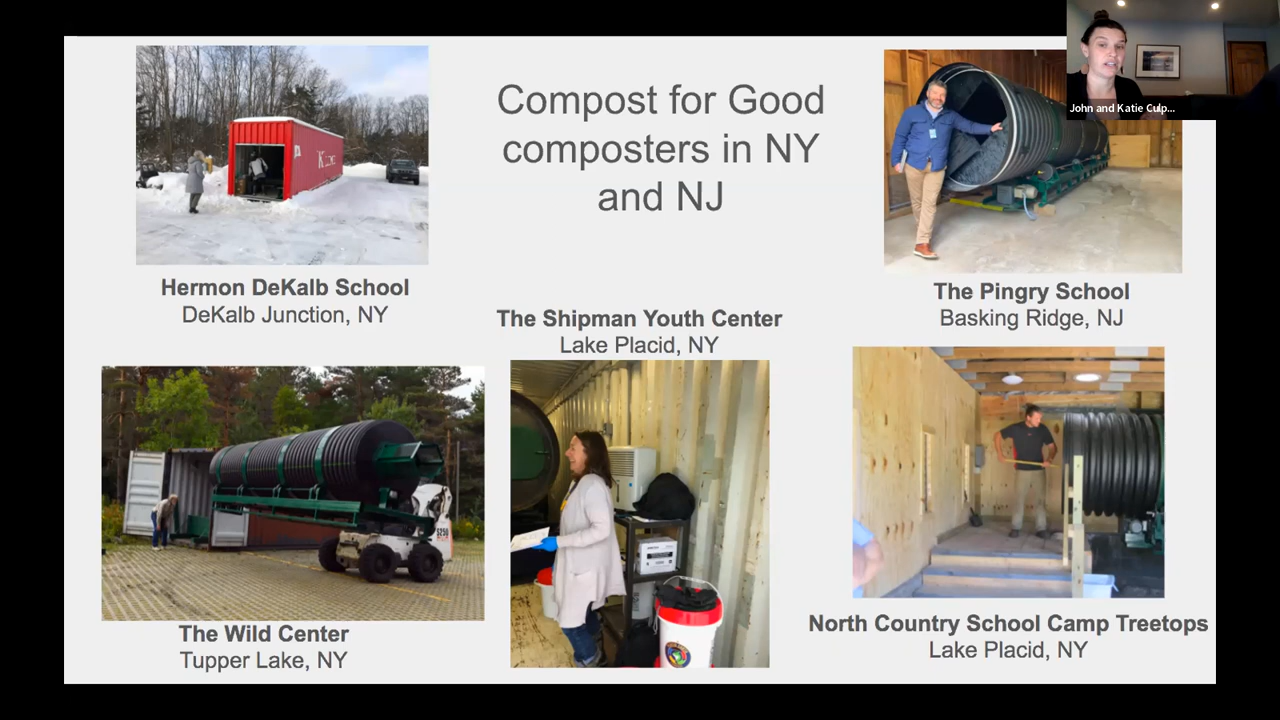 Compost for Good
composters in NY
and NJ
John and Katie Culp...
Hermon DeKalb School
DeKalb Junction, NY
The Pingry School
Basking Ridge, NJ
The Shipman Youth Center
Lake Placid, NY
The Wild Center
Tupper Lake, NY
North Country School Camp Treetops
Lake Placid, NY